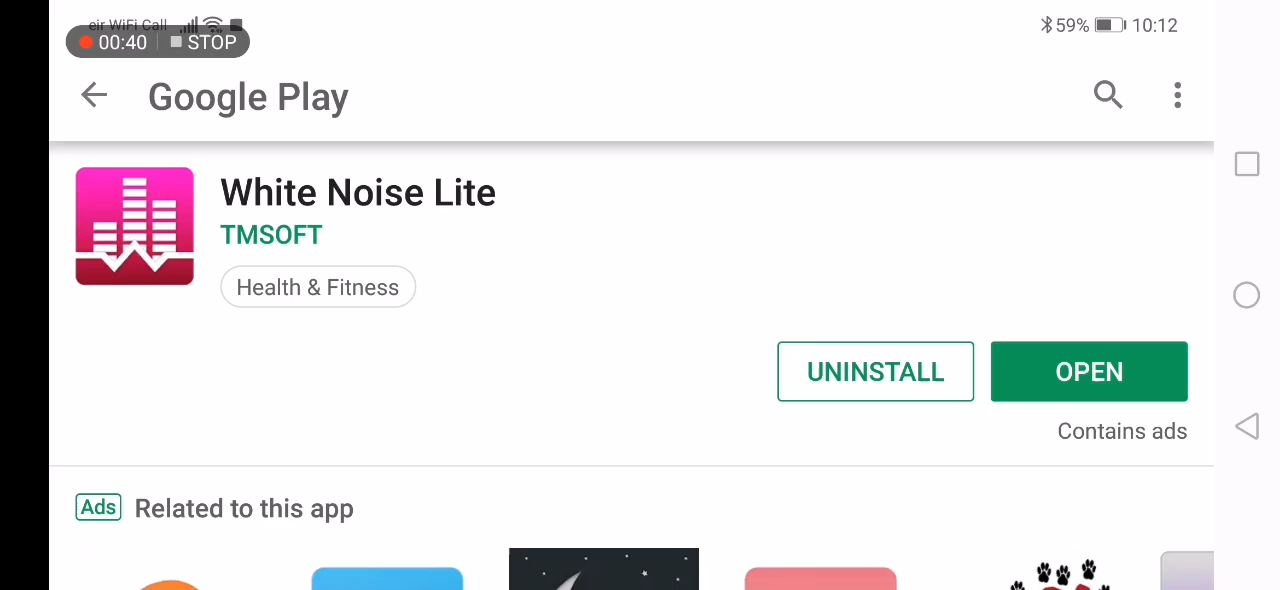 eir WiFi Call
59% 10:12
00:40 STOP
Google Play
White Noise Lite
TMSOFT
Health & Fitness
UNINSTALL OPEN
Contains ads
Ads Related to this app